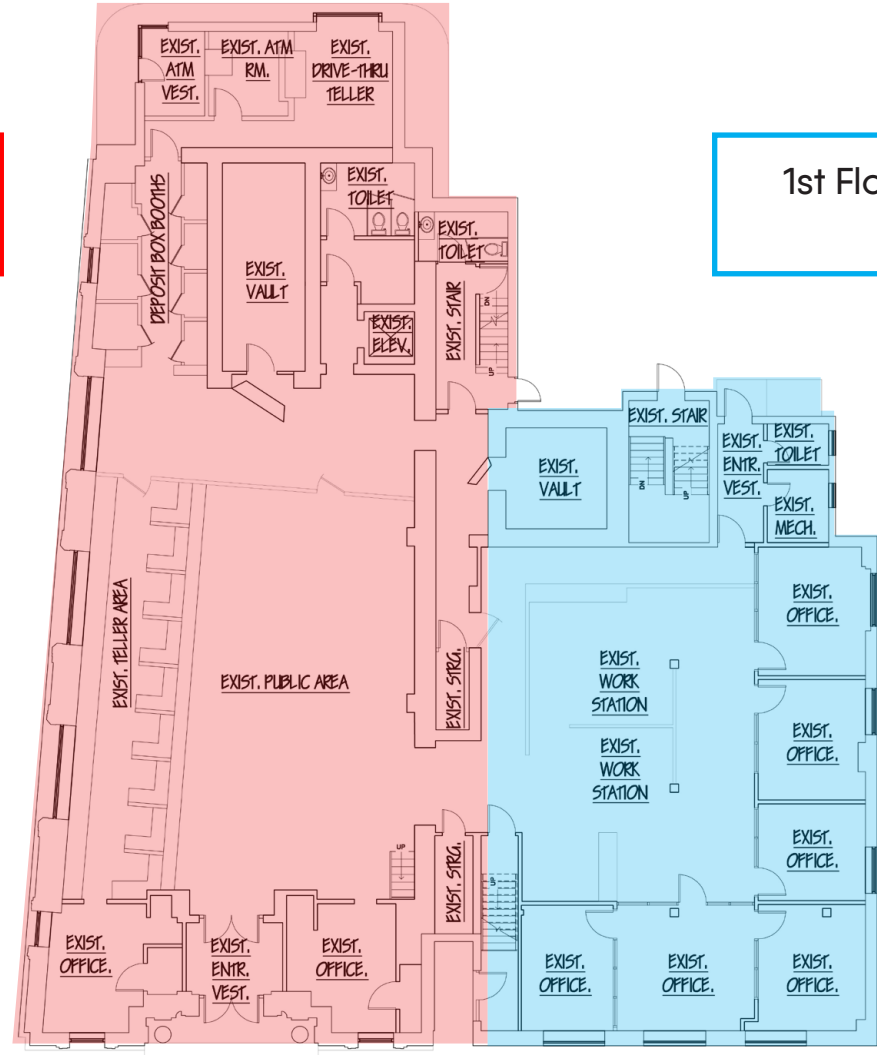 EXIST.
ATM
VEST.
EXIST. ATM
RM.
EXIST.
DRIVE-THRU
TELLER
1st Flo
DEPOSIT BOX BOOTHS
EXIST.
VAULT
EXIST.
TOILET
EXIST.
TOILET
EXIST.
ELEV.
EXIST. STAIR
DN
UP
EXIST.
VAULT
EXIST. STAIR
DN
UP
EXIST.
ENTR.
VEST.
EXIST.
TOILET
EXIST.
MECH.
EXIST. TELLER AREA
EXIST. PUBLIC AREA
EXIST. STRG.
EXIST.
WORK
STATION
EXIST.
WORK
STATION
EXIST.
OFFICE.
EXIST.
OFFICE.
EXIST.
OFFICE.
UP
EXIST. STRG.
UP
EXIST.
OFFICE.
EXIST.
ENTR.
VEST.
EXIST.
OFFICE.
EXIST.
OFFICE.
EXIST.
OFFICE.
EXIST.
OFFICE.